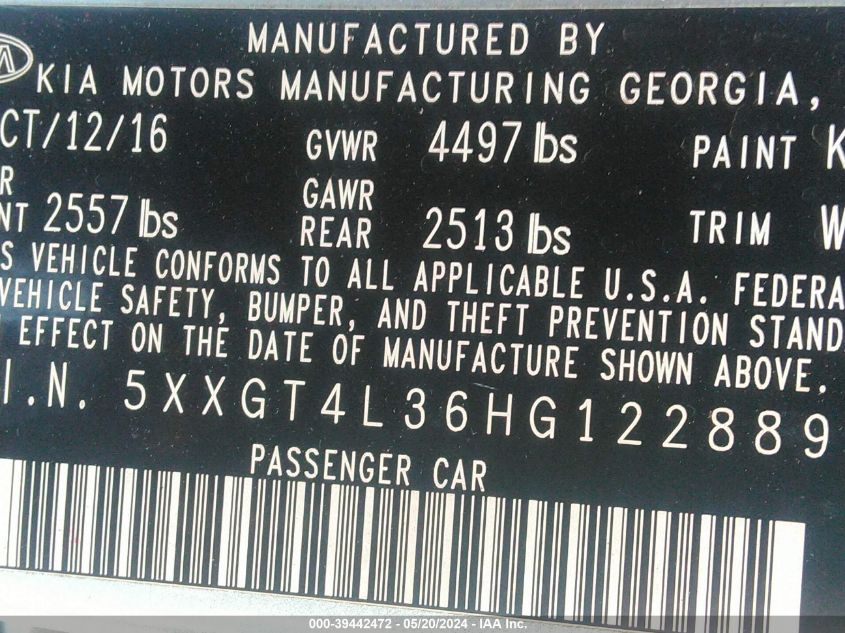 MANUFACTURED BY
KIA MOTORS MANUFACTURING GEORGIA,
CT/12/16 GVWR 4497 lbs PAINT K
R GAWR
NT 2557 lbs REAR 2513 lbs TRIM W
S VEHICLE CONFORMS TO ALL APPLICABLE U.S.A. FEDERA
VEHICLE SAFETY, BUMPER, AND THEFT PREVENTION STAND
EFFECT ON THE DATE OF MANUFACTURE SHOWN ABOVE.
I.N. 5XXGT4L36HG122889
PASSENGER CAR
000-39442472 - 05/20/2024 - IAA Inc.